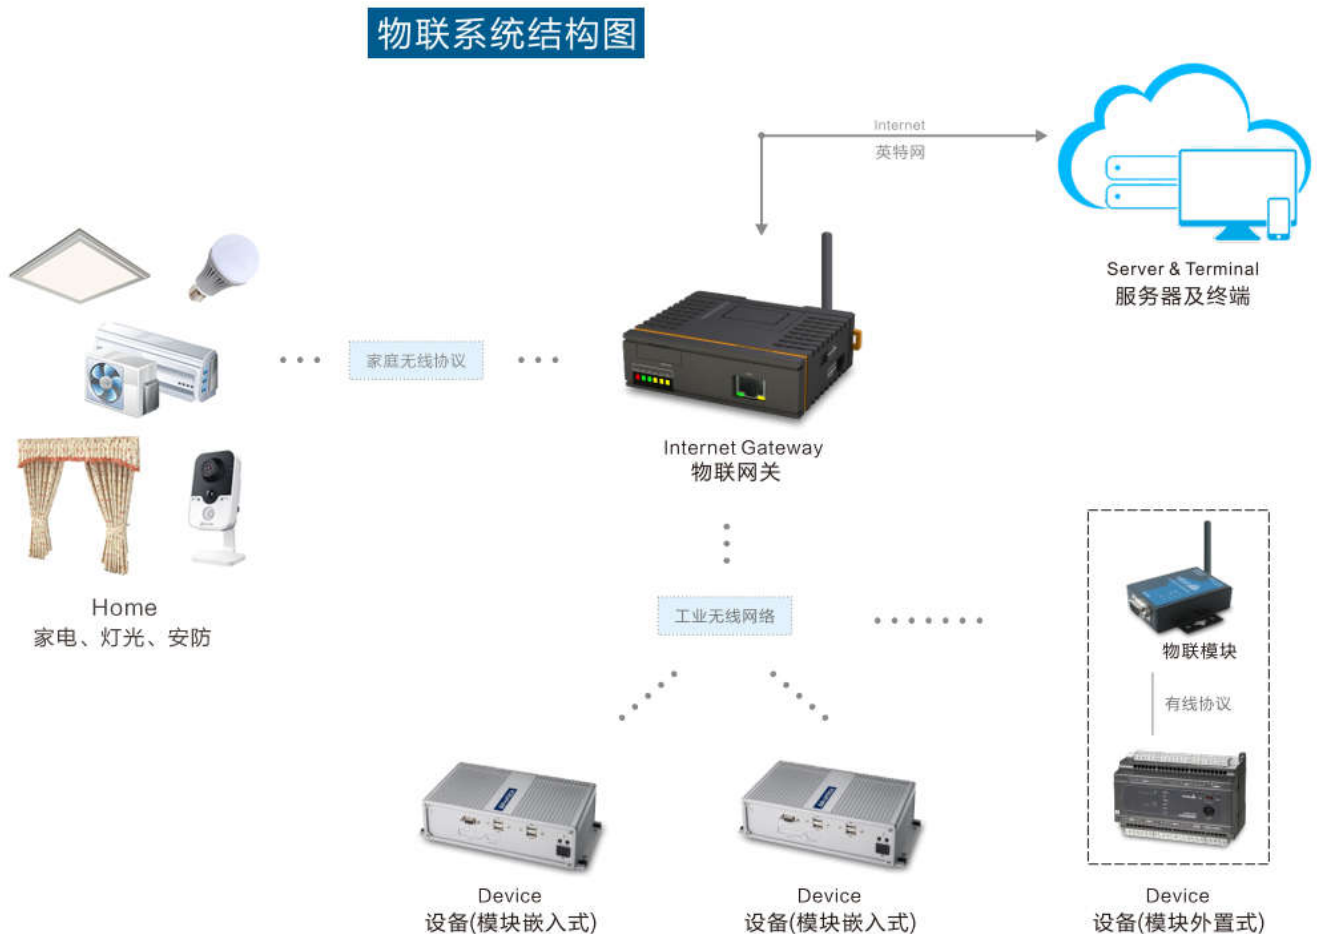 物联系统结构图
Internet
英特网
Server & Terminal
服务器及终端
家庭无线协议
Internet Gateway
物联网关
Home
家电、灯光、安防
工业无线网络
物联模块
有线协议
Device
设备(模块嵌入式)
Device
设备(模块嵌入式)
Device
设备(模块外置式)